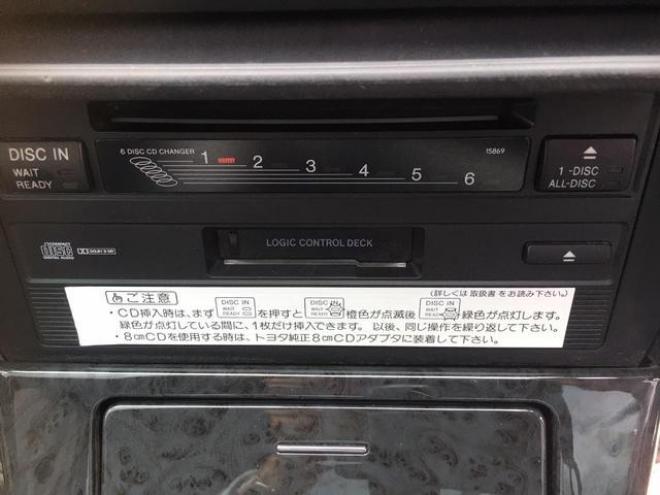 6 DISC CD CHANGER
15869
DISC IN
WAIT
READY
1 2 3 4 5 6
1-DISC
ALL-DISC
COMPACT
disc
DIGITAL AUDIO
DOLBY B NR
LOGIC CONTROL DECK
ご注意
(詳しくは 取扱書 をお読み下さい。)
・CD挿入時は、まず DISC IN WAIT READY を押すと DISC IN WAIT READY 橙色が点滅後 DISC IN WAIT READY 緑色が点灯します。
緑色が点灯している間に、1枚だけ挿入できます。以後、同じ操作を繰り返して下さい。
・8cmCDを使用する時は、トヨタ純正8cmCDアダプタに装着して下さい。